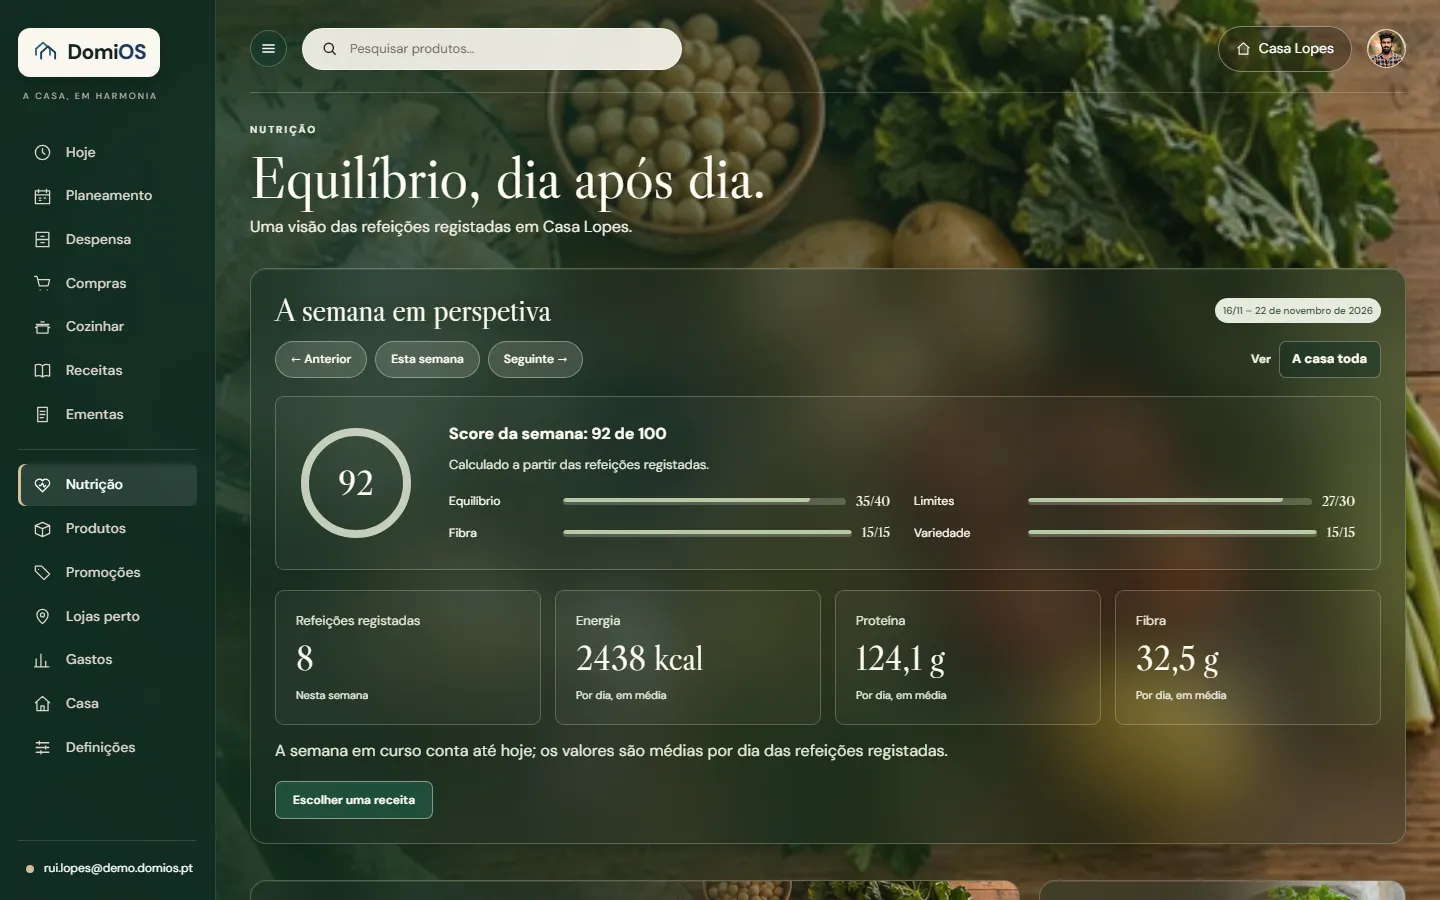 DomiOS
A CASA, EM HARMONIA
Hoje
Planeamento
Despensa
Compras
Cozinhar
Receitas
Ementas
Nutrição
Produtos
Promoções
Lojas perto
Gastos
Casa
Definições
rui.lopes@demo.domios.pt
Pesquisar produtos...
Casa Lopes
NUTRIÇÃO
Equilíbrio, dia após dia.
Uma visão das refeições registadas em Casa Lopes.
A semana em perspetiva
16/11 – 22 de novembro de 2026
← Anterior
Esta semana
Seguinte →
Ver
A casa toda
92
Score da semana: 92 de 100
Calculado a partir das refeições registadas.
Equilíbrio 35/40
Limites 27/30
Fibra 15/15
Variedade 15/15
Refeições registadas
8
Nesta semana
Energia
2438 kcal
Por dia, em média
Proteína
124,1 g
Por dia, em média
Fibra
32,5 g
Por dia, em média
A semana em curso conta até hoje; os valores são médias por dia das refeições registadas.
Escolher uma receita